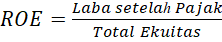 ROE = Laba setelah Pajak / Total Ekuitas